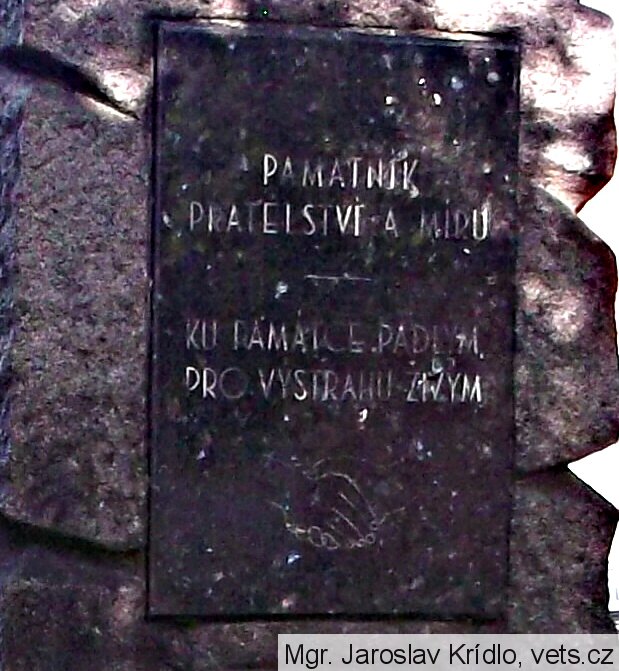 PAMÁTNÍK
PŘÁTELSTVÍ A MÍRU
KU PAMÁTCE PADLÝM,
PRO VÝSTRAHU ŽIVÝM
Mgr. Jaroslav Krídlo, vets.cz